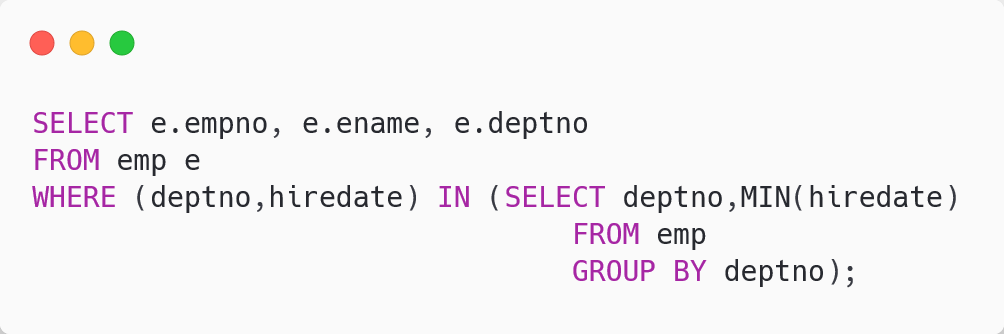 SELECT e.empno, e.ename, e.deptno
FROM emp e
WHERE (deptno,hiredate) IN (SELECT deptno,MIN(hiredate)
FROM emp
GROUP BY deptno);